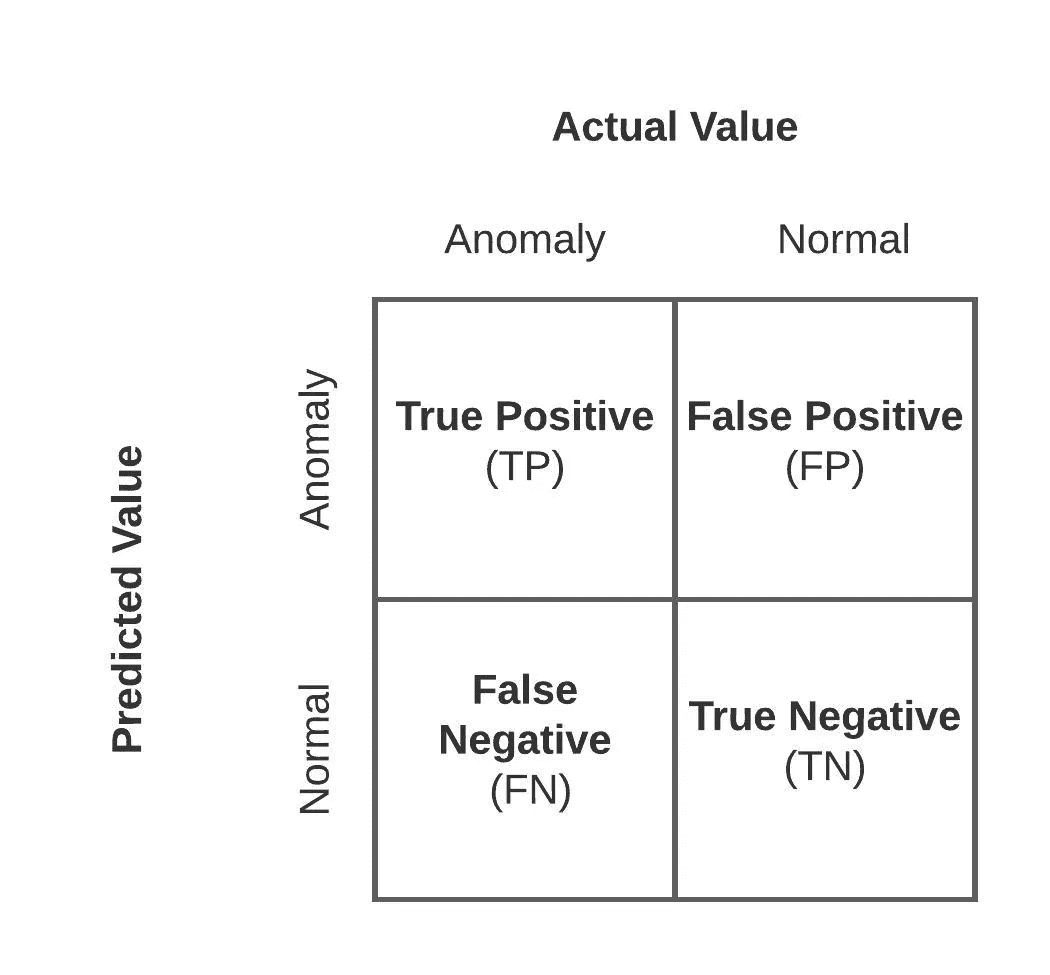 Actual Value
Anomaly Normal
Predicted Value
Anomaly
True Positive
(TP)
False Positive
(FP)
Normal
False
Negative
(FN)
True Negative
(TN)